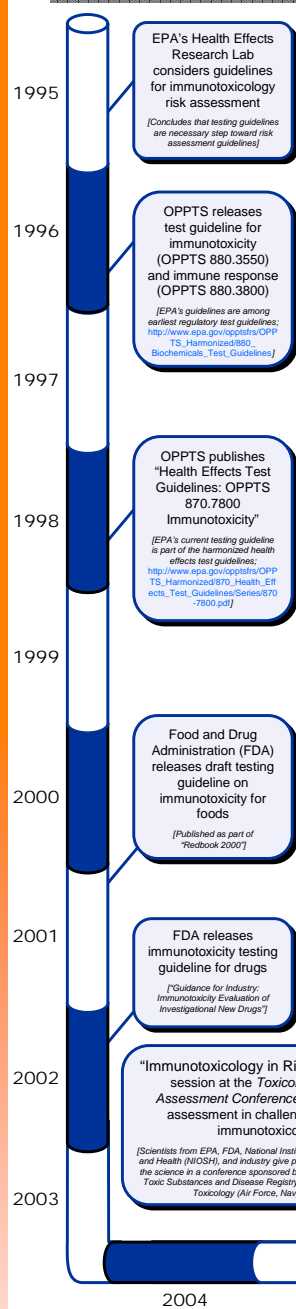 1995
EPA's Health Effects
Research Lab
considers guidelines
for immunotoxicology
risk assessment
[Concludes that testing guidelines
are necessary step toward risk
assessment guidelines]
1996
OPPTS releases
test guideline for
immunotoxicity
(OPPTS 880.3550)
and immune response
(OPPTS 880.3800)
[EPA's guidelines are among
earliest regulatory test guidelines;
http://www.epa.gov/opptsfrs/OPP
TS_Harmonized/880_
Biochemicals_Test_Guidelines]
1997
1998
OPPTS publishes
“Health Effects Test
Guidelines: OPPTS
870.7800
Immunotoxicity”
[EPA's current testing guideline
is part of the harmonized health
effects test guidelines;
http://www.epa.gov/opptsfrs/OPP
TS_Harmonized/870_Health_Eff
ects_Test_Guidelines/Series/870
-7800.pdf]
1999
2000
Food and Drug
Administration (FDA)
releases draft testing
guideline on
immunotoxicity for
foods
[Published as part of
“Redbook 2000”]
2001
FDA releases
immunotoxicity testing
guideline for drugs
[“Guidance for Industry:
Immunotoxicity Evaluation of
Investigational New Drugs”]
2002
“Immunotoxicology in Ri
session at the Toxico
Assessment Conference
assessment in challen
immunotoxico
[Scientists from EPA, FDA, National Insti
and Health (NIOSH), and industry give p
the science in a conference sponsored b
Toxic Substances and Disease Registry
Toxicology (Air Force, Nav
2003
2004